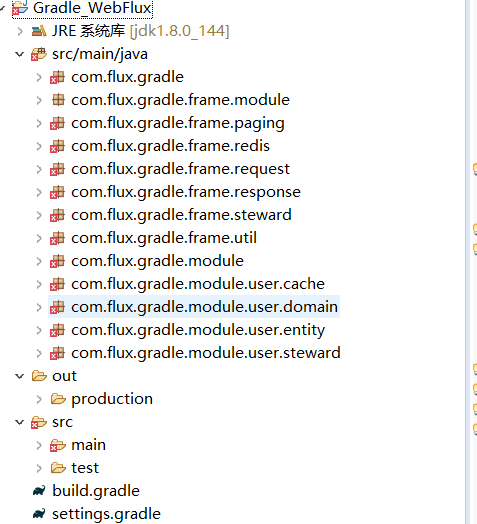 Gradle_WebFlux
JRE 系统库 [jdk1.8.0_144]
src/main/java
com.flux.gradle
com.flux.gradle.frame.module
com.flux.gradle.frame.paging
com.flux.gradle.frame.redis
com.flux.gradle.frame.request
com.flux.gradle.frame.response
com.flux.gradle.frame.steward
com.flux.gradle.frame.util
com.flux.gradle.module
com.flux.gradle.module.user.cache
com.flux.gradle.module.user.domain
com.flux.gradle.module.user.entity
com.flux.gradle.module.user.steward
out
production
src
main
test
build.gradle
settings.gradle